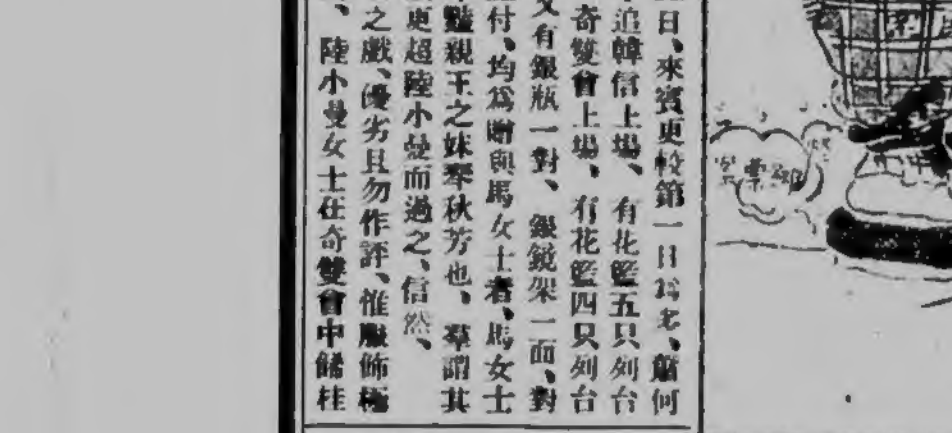 日、來賓更較第一日爲多、蕭何
追韓信上場、有花籃五只列台
奇雙會上場、有花籃四只列台
又有銀瓶一對、銀鏡架一面、對
付、均爲贈與馬女士者、馬女士
豔親王之妹琴秋芳也、羣謂其
更超陸小曼而過之、信然、
之戲、優劣且勿作評、惟服飾極
、陸小曼女士在奇雙會中飾桂